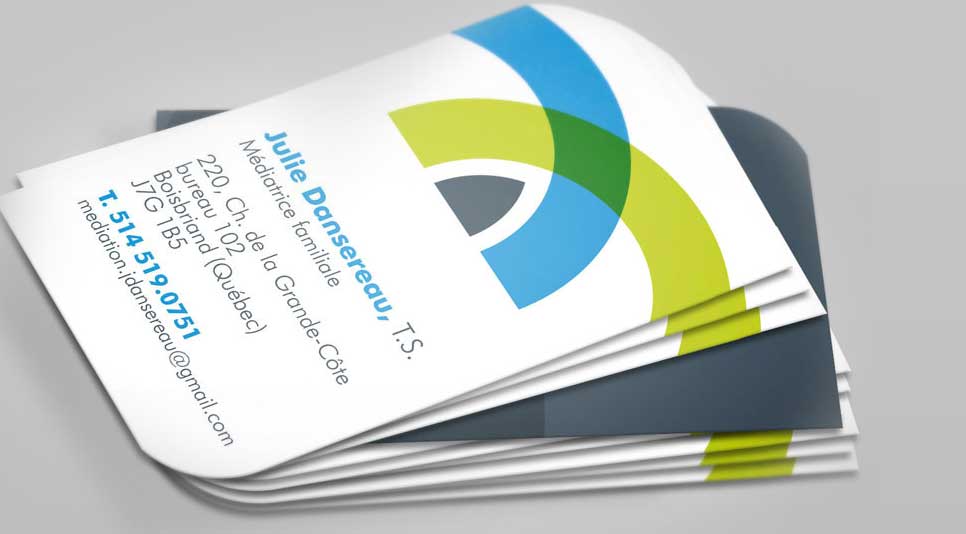 Julie Dansereau, T.S.
Médiatrice familiale
220, Ch. de la Grande-Côte
bureau 102
Boisbriand (Québec)
J7G 1B5
T. 514 519.0751
mediation.jdansereau@gmail.com